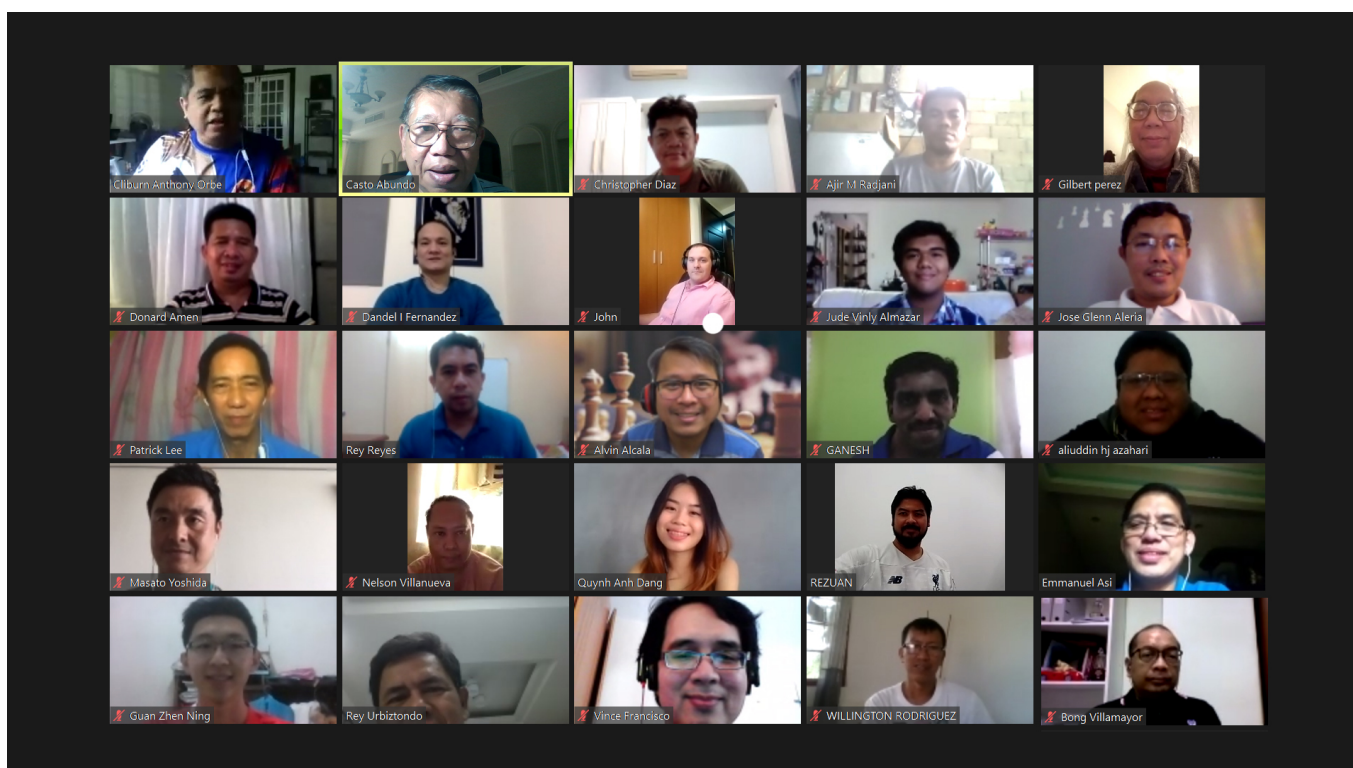 Cliburn Anthony Orbe
Casto Abundo
Christopher Diaz
Ajir M Radjani
Gilbert perez
Donard Amen
Dandel I Fernandez
John
Jude Vinly Almazar
Jose Glenn Aleria
Patrick Lee
Rey Reyes
Alvin Alcala
GANESH
aliuddin hj azahari
Masato Yoshida
Nelson Villanueva
Quynh Anh Dang
REZUAN
NB
Emmanuel Asi
Guan Zhen Ning
Rey Urbiztondo
Vince Francisco
WILLINGTON RODRIGUEZ
Bong Villamayor